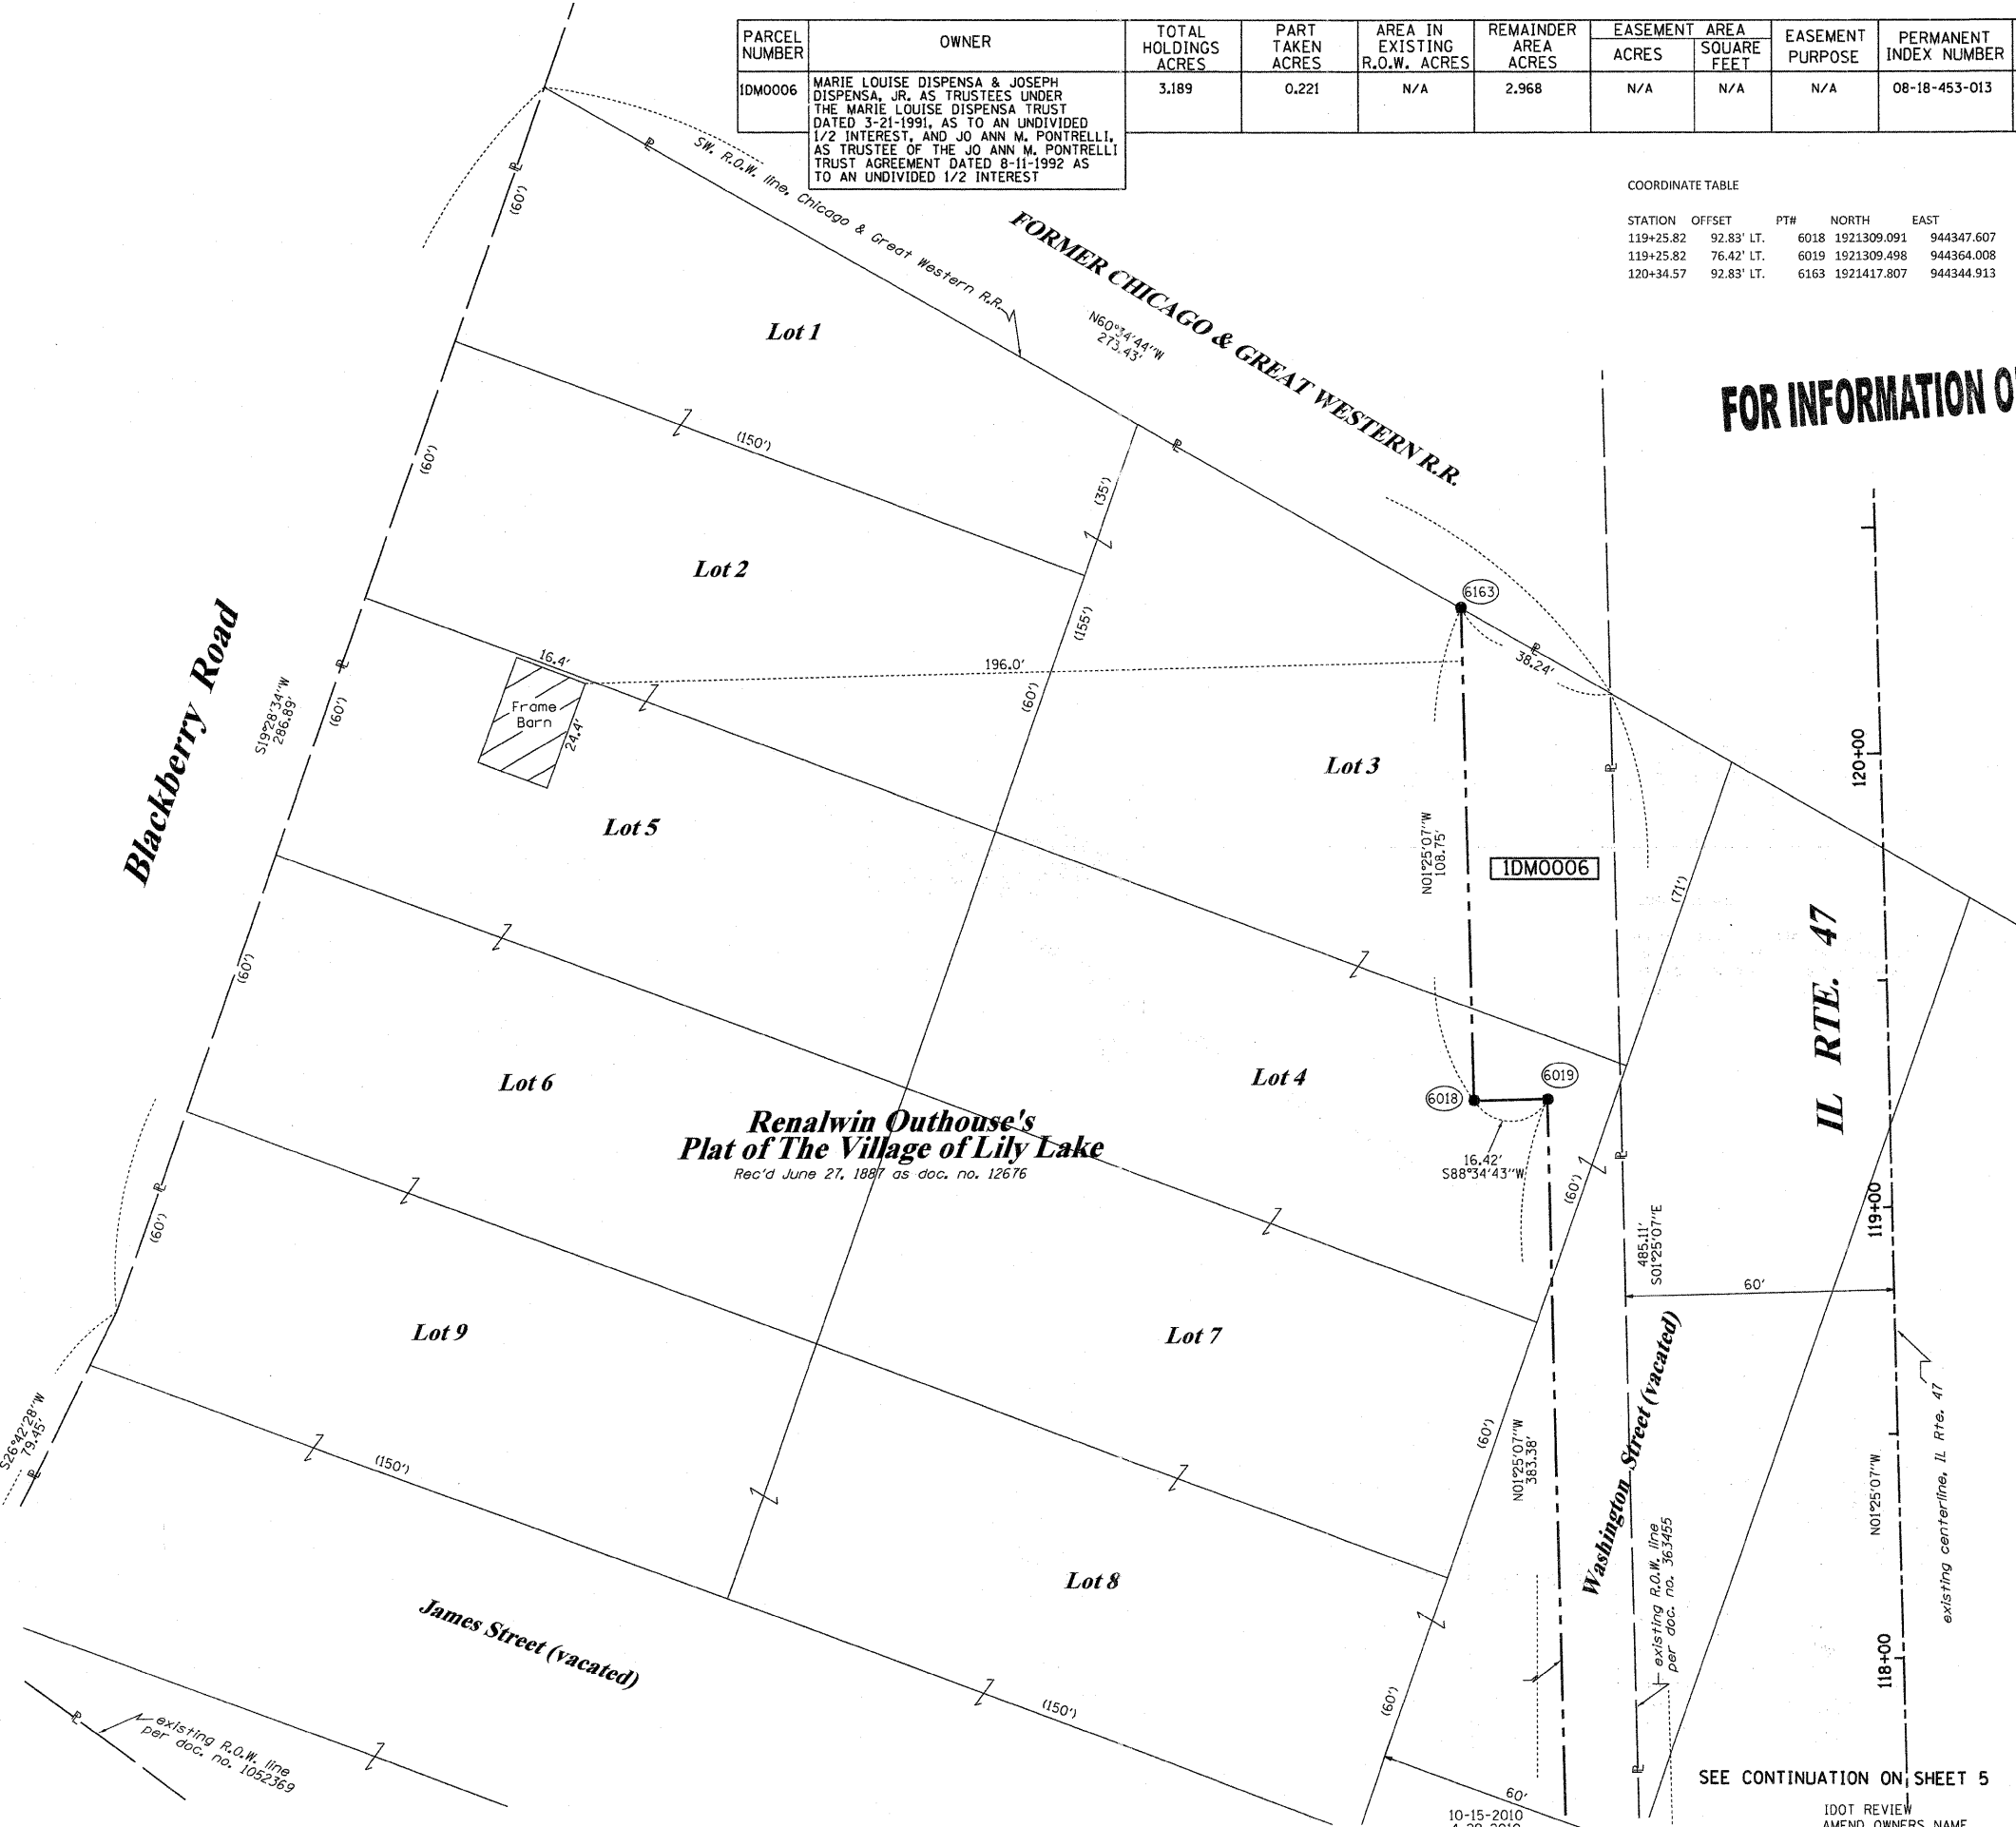 PARCEL NUMBER
OWNER
TOTAL HOLDINGS ACRES
PART TAKEN ACRES
AREA IN EXISTING R.O.W. ACRES
REMAINDER AREA ACRES
EASEMENT AREA
ACRES
SQUARE FEET
EASEMENT PURPOSE
PERMANENT INDEX NUMBER
1DM0006
MARIE LOUISE DISPENSA & JOSEPH
DISPENSA, JR. AS TRUSTEES UNDER
THE MARIE LOUISE DISPENSA TRUST
DATED 3-21-1991, AS TO AN UNDIVIDED
1/2 INTEREST, AND JO ANN M. PONTRELLI,
AS TRUSTEE OF THE JO ANN M. PONTRELLI
TRUST AGREEMENT DATED 8-11-1992 AS
TO AN UNDIVIDED 1/2 INTEREST
3.189
0.221
N/A
2.968
N/A
N/A
N/A
08-18-453-013
COORDINATE TABLE
STATION OFFSET PT# NORTH EAST
119+25.82 92.83' LT. 6018 1921309.091 944347.607
119+25.82 76.42' LT. 6019 1921309.498 944364.008
120+34.57 92.83' LT. 6163 1921417.807 944344.913
FOR INFORMATION
SW. R.O.W. line, Chicago & Great Western R.R.
FORMER CHICAGO & GREAT WESTERN R.R.
N60°34'44"W
273.43'
℄
(60')
Lot 1
(150')
(60')
(35')
Lot 2
(155')
6163
38.24'
16.4'
196.0'
Frame
Barn
24.4'
(60')
(60')
Blackberry Road
S19°28'34"W
286.89'
Lot 3
Lot 5
N01°25'07"W
108.75'
1DM0006
(71')
120+00
IL RTE. 47
(60')
Lot 6
Lot 4
6018
6019
16.42'
S88°34'43"W
(60')
Renalwin Outhouse's
Plat of The Village of Lily Lake
Rec'd June 27, 1887 as doc. no. 12676
(60')
119+00
485.11'
S01°25'07"E
60'
Lot 9
Lot 7
Washington Street (vacated)
S26°42'28"W
79.45'
(150')
(60')
N01°25'07"W
383.38'
N01°25'07"W
existing centerline, IL Rte. 47
Lot 8
existing R.O.W. line
per doc. no. 363455
James Street (vacated)
(150')
(60')
118+00
existing R.O.W. line
per doc. no. 1052369
60'
SEE CONTINUATION ON SHEET 5
10-15-2010
IDOT REVIEW
AMEND OWNERS NAME